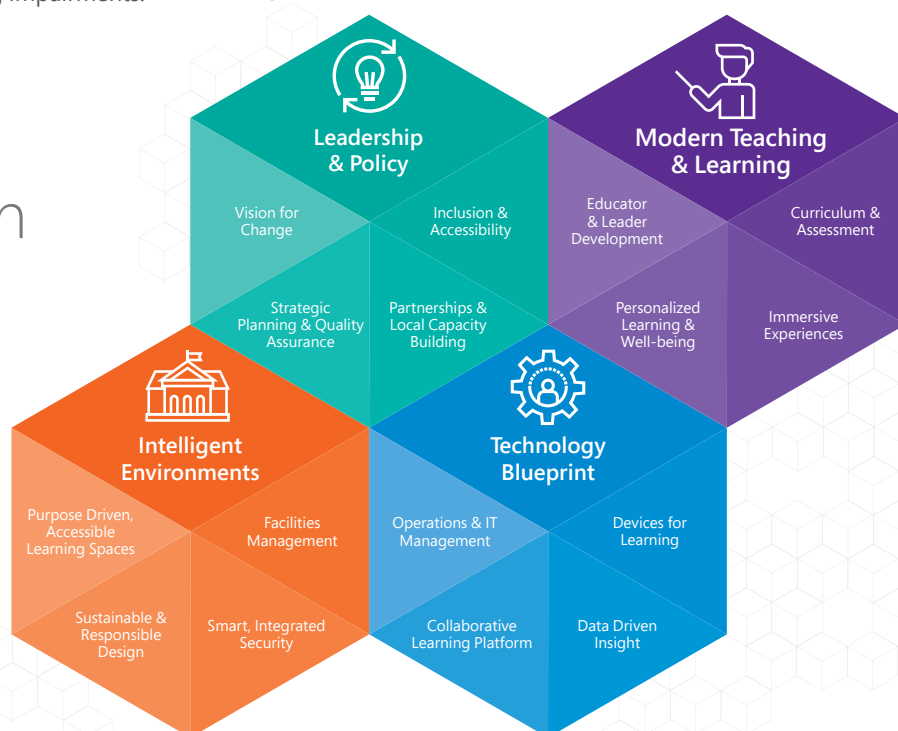 impairments.
n
Leadership
& Policy
Vision for
Change
Inclusion &
Accessibility
Strategic
Planning & Quality
Assurance
Partnerships &
Local Capacity
Building
Modern Teaching
& Learning
Educator
& Leader
Development
Curriculum &
Assessment
Personalized
Learning &
Well-being
Immersive
Experiences
Intelligent
Environments
Purpose Driven,
Accessible
Learning Spaces
Facilities
Management
Sustainable &
Responsible
Design
Smart, Integrated
Security
Technology
Blueprint
Operations & IT
Management
Devices for
Learning
Collaborative
Learning Platform
Data Driven
Insight